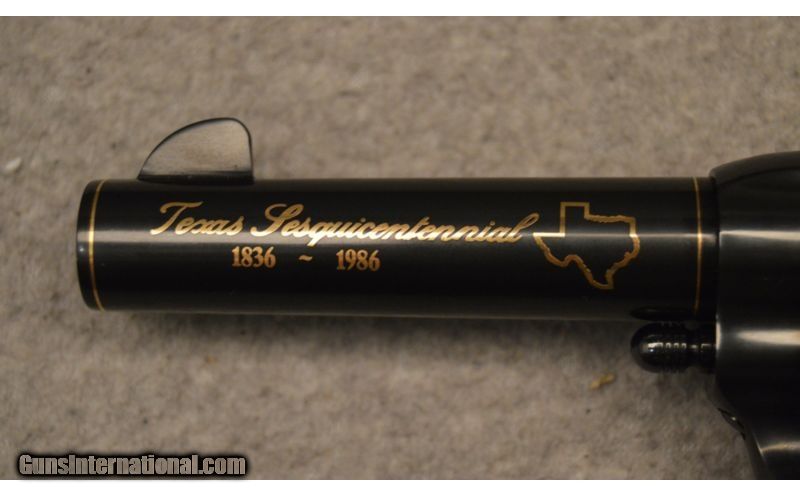 Texas Sesquicentennial
1836 ~ 1986
GunsInternational.com